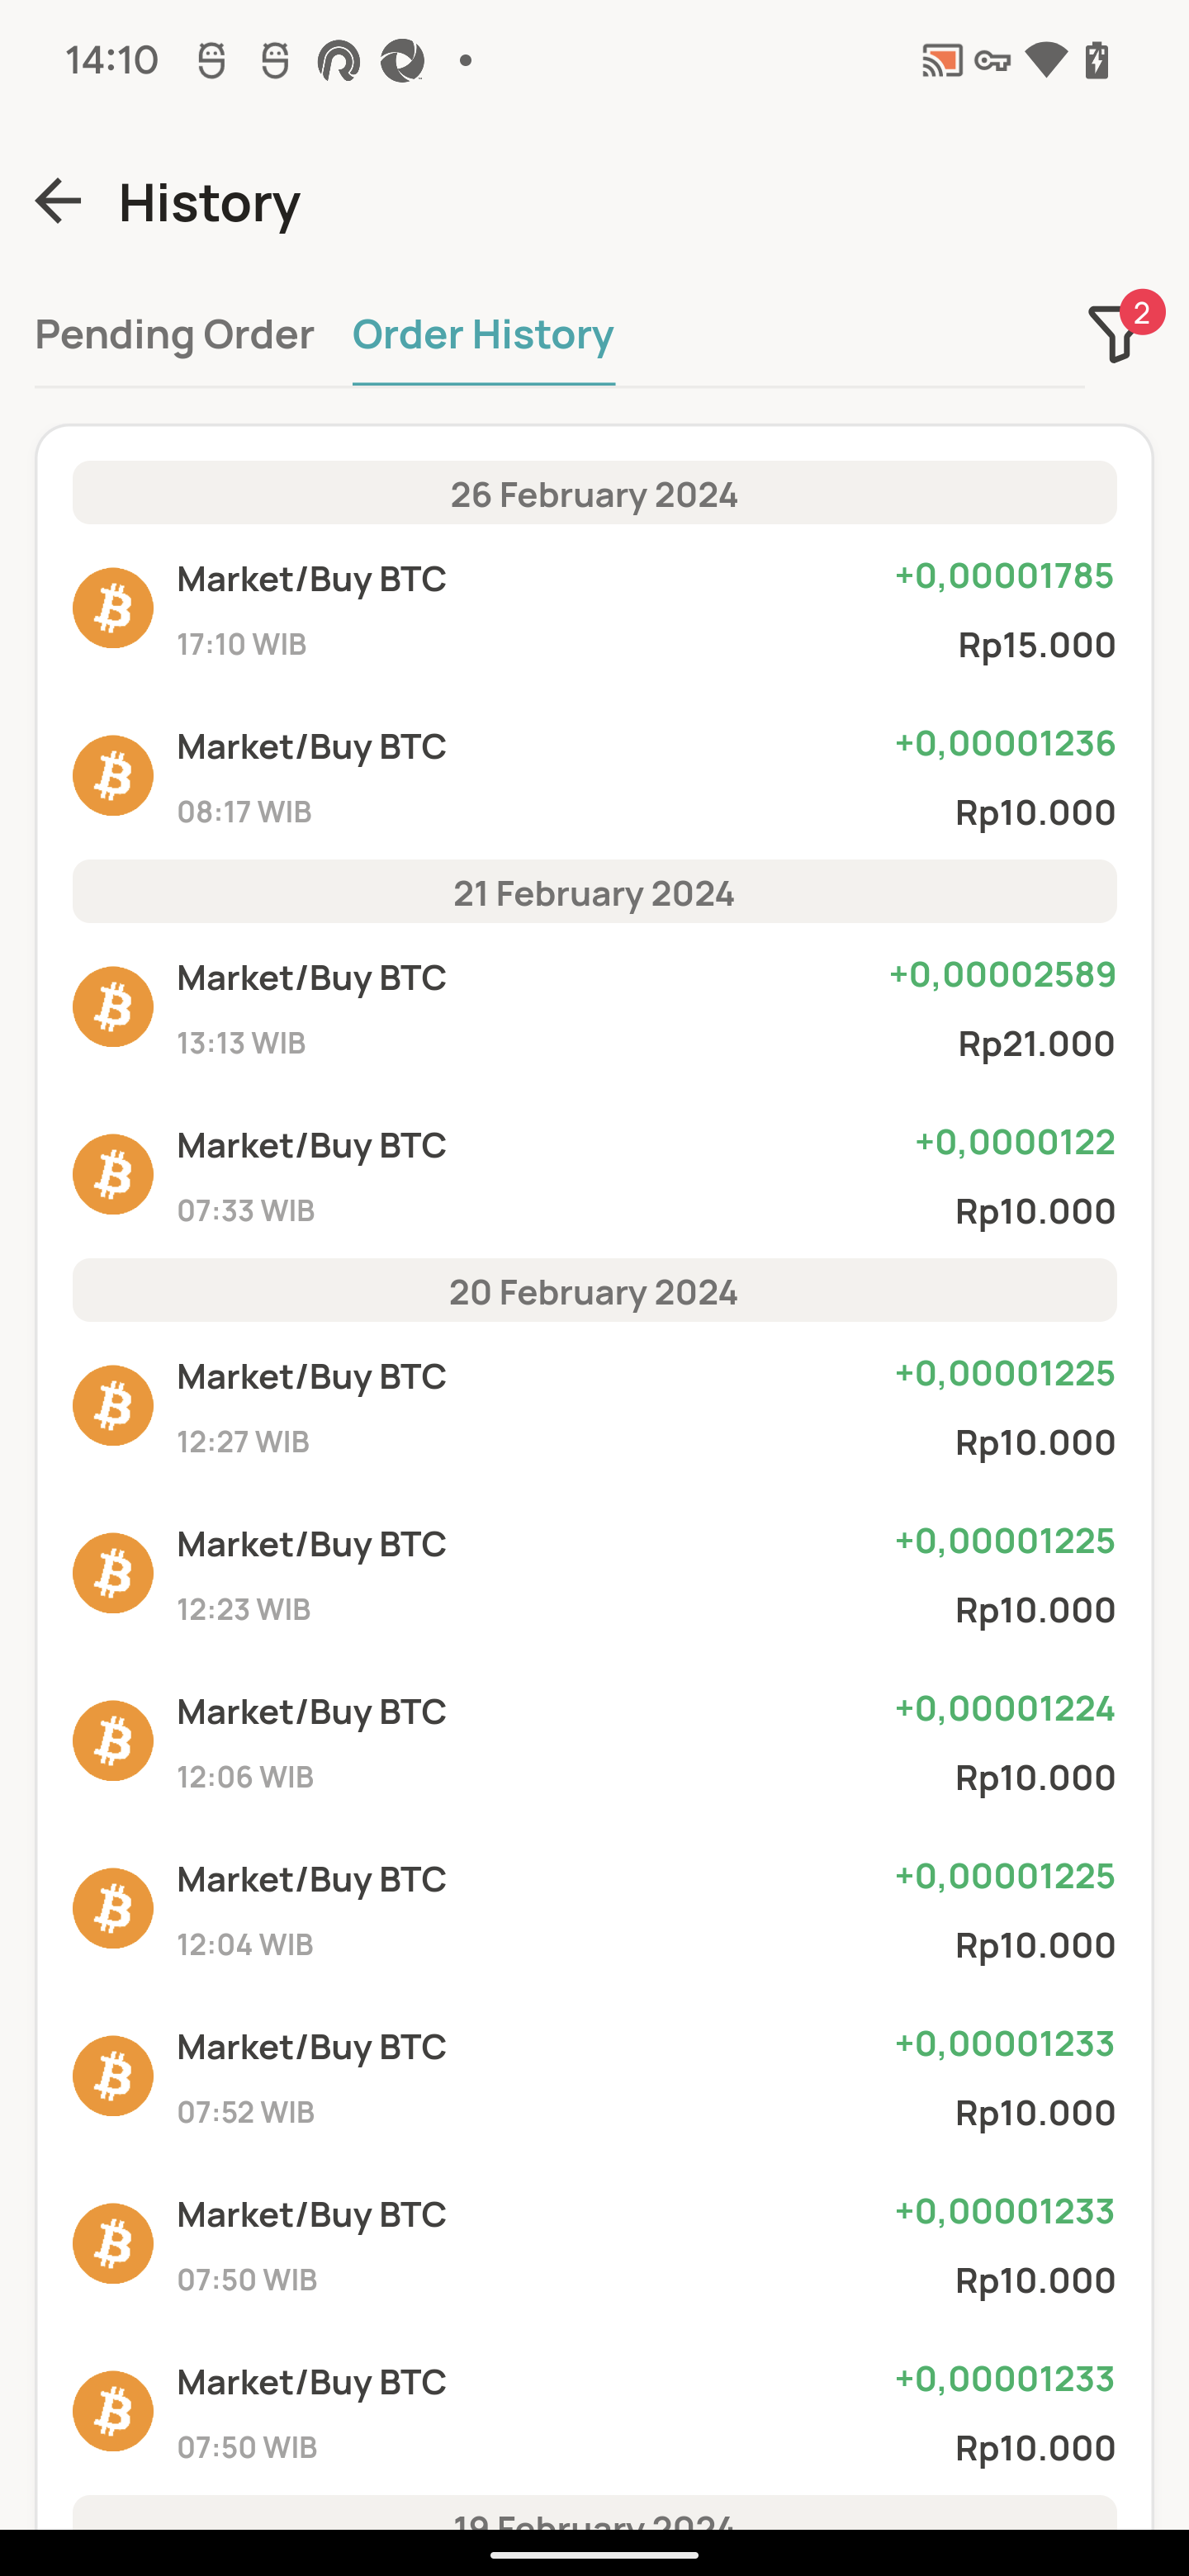 14:10
History
Pending Order Order History 2
26 February 2024
Market/Buy BTC +0,00001785
17:10 WIB Rp15.000
Market/Buy BTC +0,00001236
08:17 WIB Rp10.000
21 February 2024
Market/Buy BTC +0,00002589
13:13 WIB Rp21.000
Market/Buy BTC +0,0000122
07:33 WIB Rp10.000
20 February 2024
Market/Buy BTC +0,00001225
12:27 WIB Rp10.000
Market/Buy BTC +0,00001225
12:23 WIB Rp10.000
Market/Buy BTC +0,00001224
12:06 WIB Rp10.000
Market/Buy BTC +0,00001225
12:04 WIB Rp10.000
Market/Buy BTC +0,00001233
07:52 WIB Rp10.000
Market/Buy BTC +0,00001233
07:50 WIB Rp10.000
Market/Buy BTC +0,00001233
07:50 WIB Rp10.000
19 February 2024